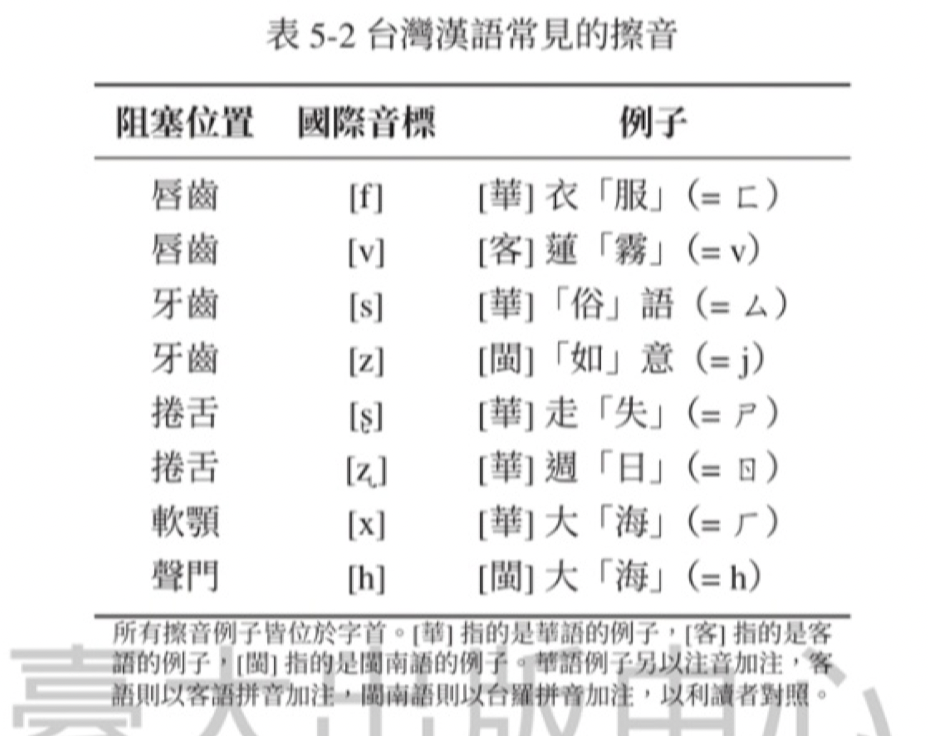 表 5-2 台灣漢語常見的擦音
阻塞位置 國際音標 例子
唇齒 [f] [華] 衣「服」(= ㄈ)
唇齒 [v] [客] 蓮「霧」(= v)
牙齒 [s] [華]「俗」語 (= ㄙ)
牙齒 [z] [閩]「如」意 (= j)
捲舌 [ʂ] [華] 走「失」(= ㄕ)
捲舌 [ʐ] [華] 週「日」(= ㄖ)
軟顎 [x] [華] 大「海」(= ㄏ)
聲門 [h] [閩] 大「海」(= h)
所有擦音例子皆位於字首。[華] 指的是華語的例子，[客] 指的是客
語的例子，[閩] 指的是閩南語的例子。華語例子另以注音加注，客
語則以客語拼音加注，閩南語則以台羅拼音加注，以利讀者對照。
臺大出版中心